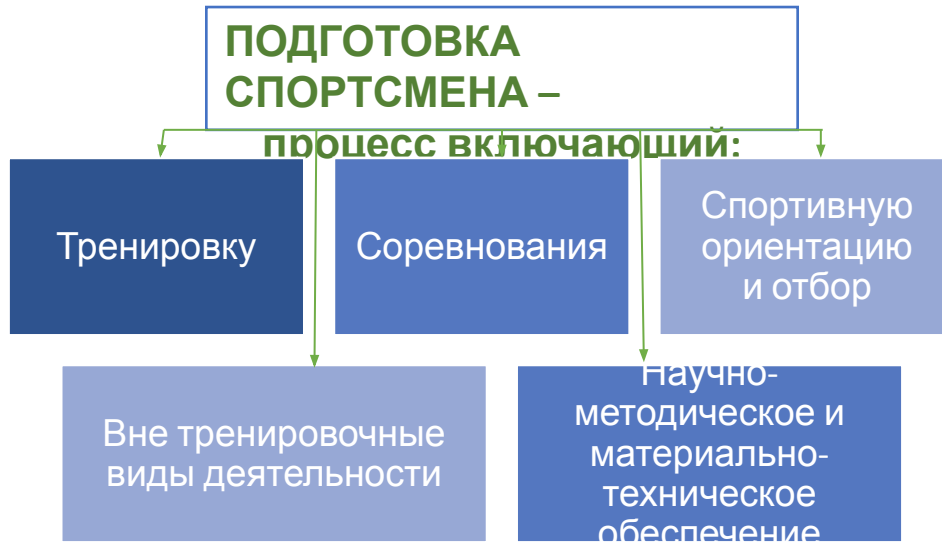 ПОДГОТОВКА
СПОРТСМЕНА –
процесс включающий:
Тренировку
Соревнования
Спортивную
ориентацию
и отбор
Вне тренировочные
виды деятельности
Научно-
методическое и
материально-
техническое
обеспечение